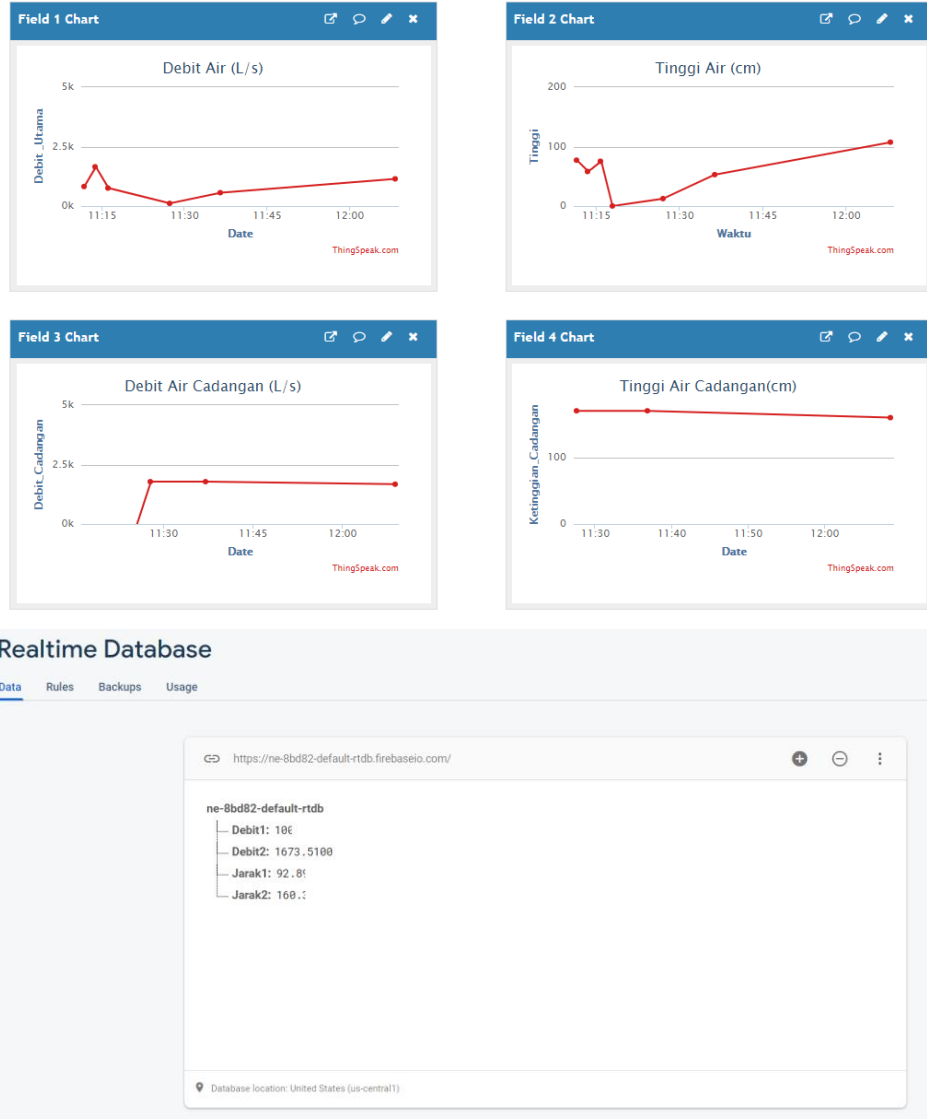 Field 1 Chart
Debit Air (L/s)
5k
2.5k
0k
Debit _Utama
11:15 11:30 11:45 12:00
Date
ThingSpeak.com
Field 2 Chart
Tinggi Air (cm)
200
100
0
Tinggi
11:15 11:30 11:45 12:00
Waktu
ThingSpeak.com
Field 3 Chart
Debit Air Cadangan (L/s)
5k
2.5k
0k
Debit_Cadangan
11:30 11:45 12:00
Date
ThingSpeak.com
Field 4 Chart
Tinggi Air Cadangan(cm)
100
0
Ketinggian_Cadangan
11:30 11:40 11:50 12:00
Date
ThingSpeak.com
Realtime Database
Data Rules Backups Usage
https://ne-8bd82-default-rtdb.firebaseio.com/
ne-8bd82-default-rtdb
Debit1:
Debit2: 1673.5100
Jarak1:
Jarak2:
Database location: United States (us-central1)